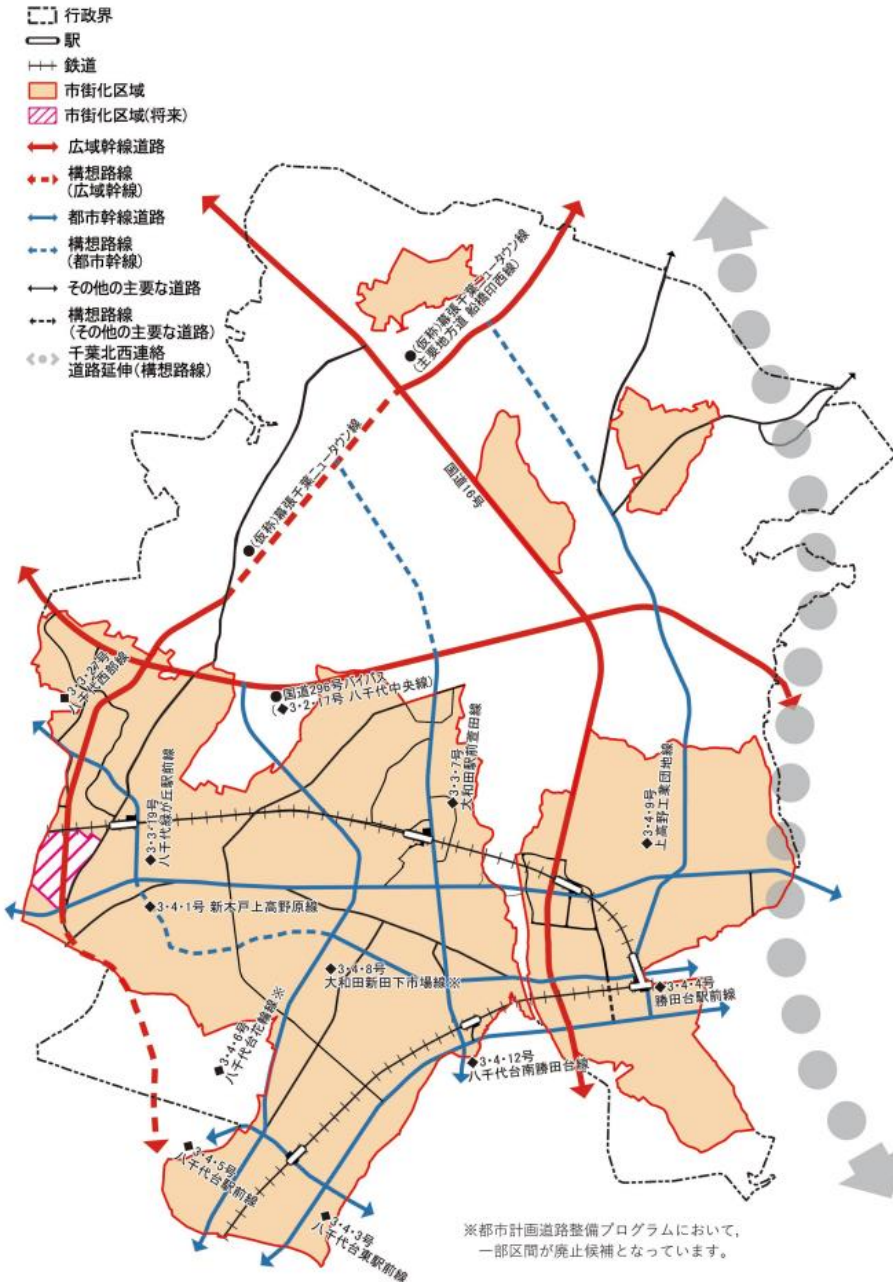 行政界
駅
鉄道
市街化区域
市街化区域(将来)
広域幹線道路
構想路線
(広域幹線)
都市幹線道路
構想路線
(都市幹線)
その他の主要な道路
構想路線
(その他の主要な道路)
千葉北西連絡
道路延伸(構想路線)
●(仮称)幕張千葉ニュータウン線
(主要地方道 船橋印西線)
国道16号
●(仮称)幕張千葉ニュータウン線
■3・3・27号
八千代西部線
●国道296号バイパス
(◆3・2・17号 八千代中央線)
◆3・3・7号
大和田駅前萱田線
◆3・4・9号
上高野工業団地線
◆3・3・19号
八千代緑が丘駅前線
◆3・4・1号 新木戸上高野原線
◆3・4・8号
大和田新田下市場線※
◆3・4・4号
勝田台駅前線
■3・4・6号
八千代台花輪線※
◆3・4・12号
八千代台南勝田台線
■3・4・5号
八千代台駅前線
■3・4・3号
八千代台東駅前線
※都市計画道路整備プログラムにおいて、
一部区間が廃止候補となっています。